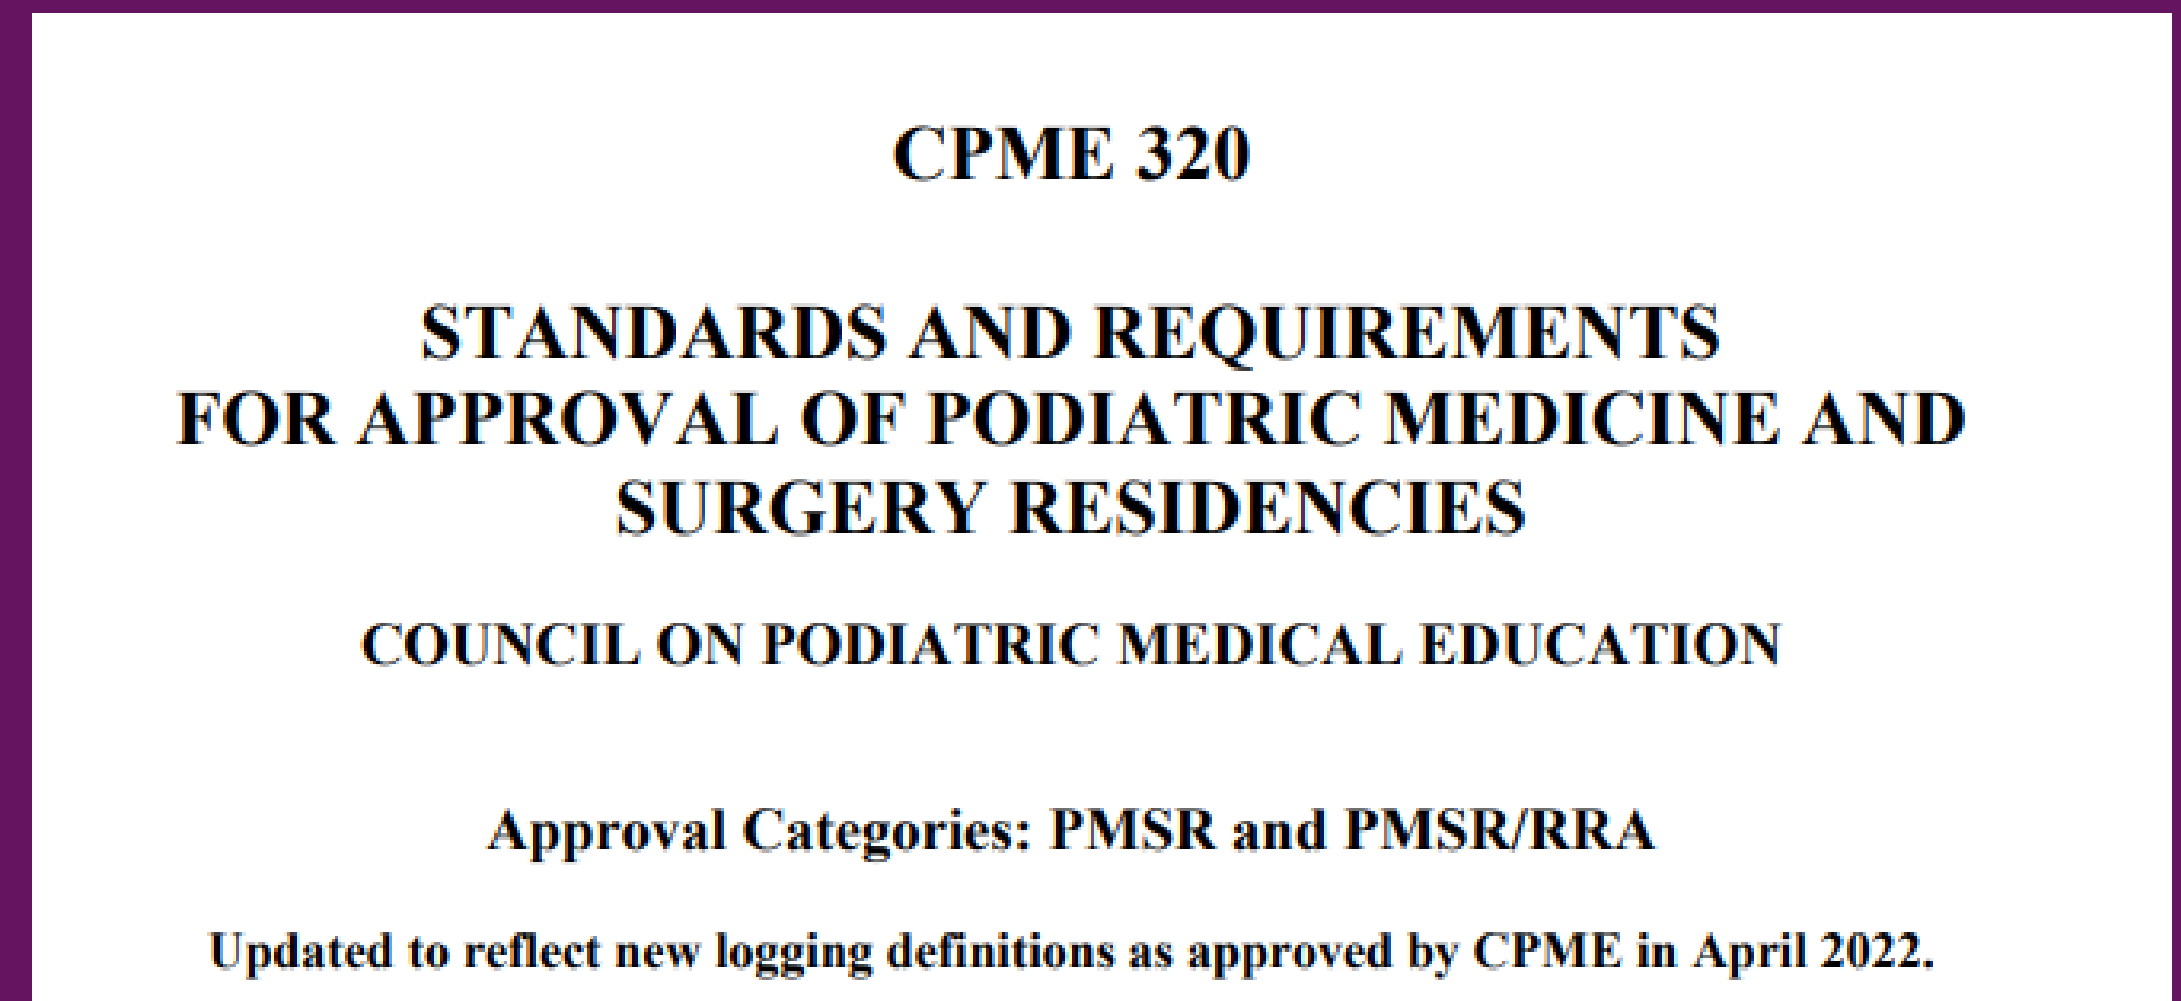 CPME 320
STANDARDS AND REQUIREMENTS
FOR APPROVAL OF PODIATRIC MEDICINE AND
SURGERY RESIDENCIES
COUNCIL ON PODIATRIC MEDICAL EDUCATION
Approval Categories: PMSR and PMSR/RRA
Updated to reflect new logging definitions as approved by CPME in April 2022.